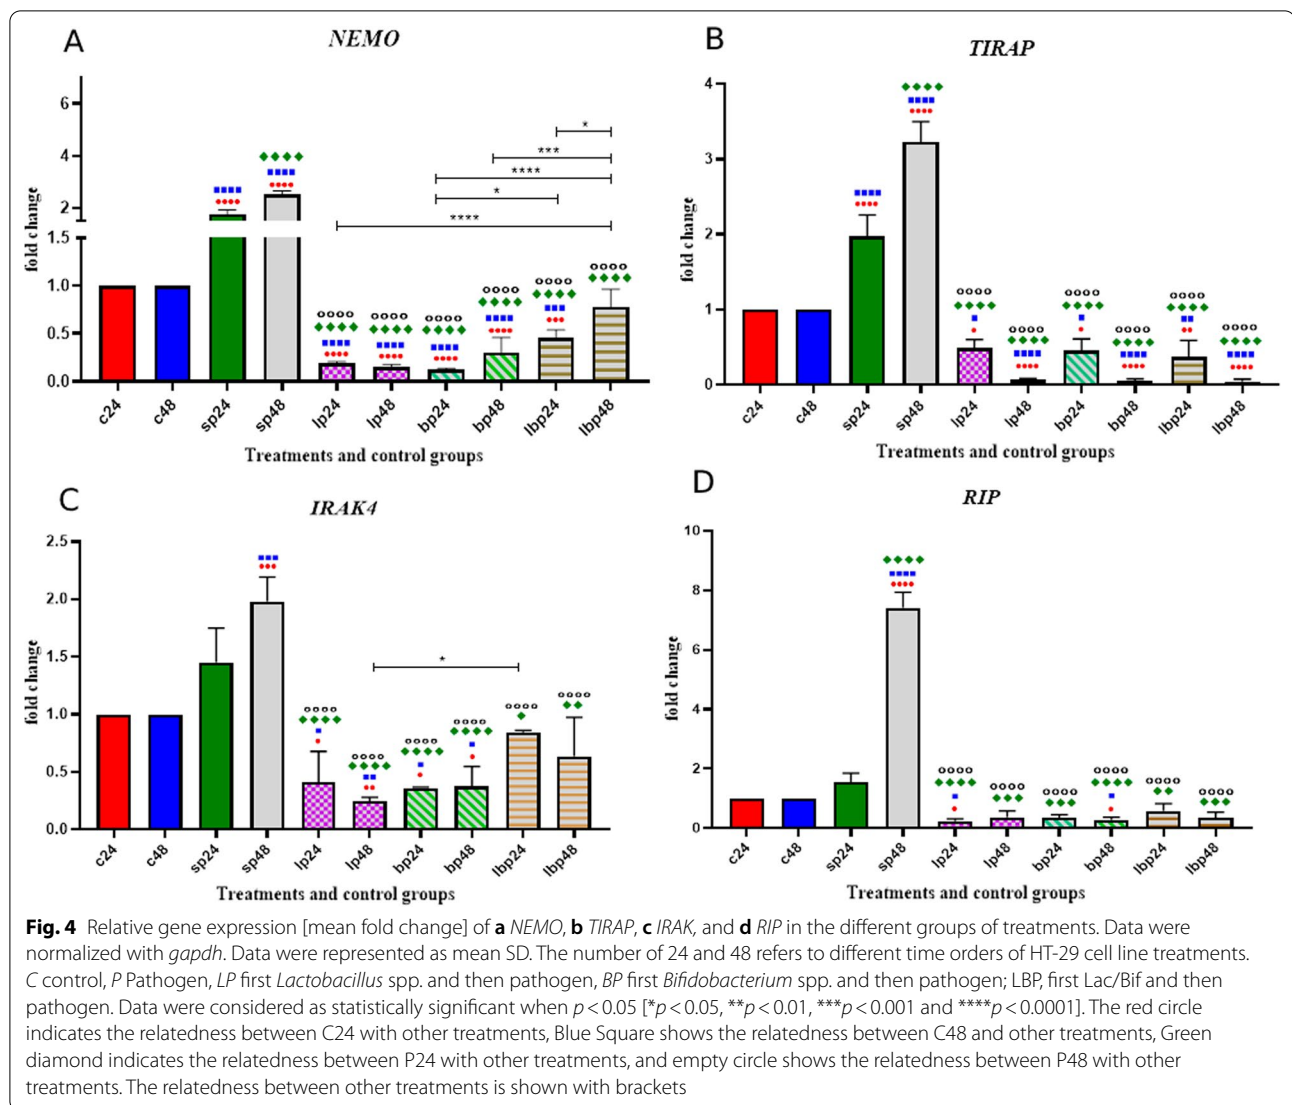 A
NEMO
fold change
6
4
2
1.5
1.0
0.5
0.0
*
***
****
*
****
c24
c48
sp24
sp48
lp24
lp48
bp24
bp48
lbp24
lbp48
Treatments and control groups
B
TIRAP
fold change
4
3
2
1
0
c24
c48
sp24
sp48
lp24
lp48
bp24
bp48
lbp24
lbp48
Treatments and control groups
C
IRAK4
fold change
2.5
2.0
1.5
1.0
0.5
0.0
*
c24
c48
sp24
sp48
lp24
lp48
bp24
bp48
lbp24
lbp48
Treatments and control groups
D
RIP
fold change
10
8
6
4
2
0
c24
c48
sp24
sp48
lp24
lp48
bp24
bp48
lbp24
lbp48
Treatments and control groups
Fig. 4 Relative gene expression [mean fold change] of a NEMO, b TIRAP, c IRAK, and d RIP in the different groups of treatments. Data were
normalized with gapdh. Data were represented as mean SD. The number of 24 and 48 refers to different time orders of HT-29 cell line treatments.
C control, P Pathogen, LP first Lactobacillus spp. and then pathogen, BP first Bifidobacterium spp. and then pathogen; LBP, first Lac/Bif and then
pathogen. Data were considered as statistically significant when p < 0.05 [*p < 0.05, **p < 0.01, ***p < 0.001 and ****p < 0.0001]. The red circle
indicates the relatedness between C24 with other treatments, Blue Square shows the relatedness between C48 and other treatments, Green
diamond indicates the relatedness between P24 with other treatments, and empty circle shows the relatedness between P48 with other
treatments. The relatedness between other treatments is shown with brackets